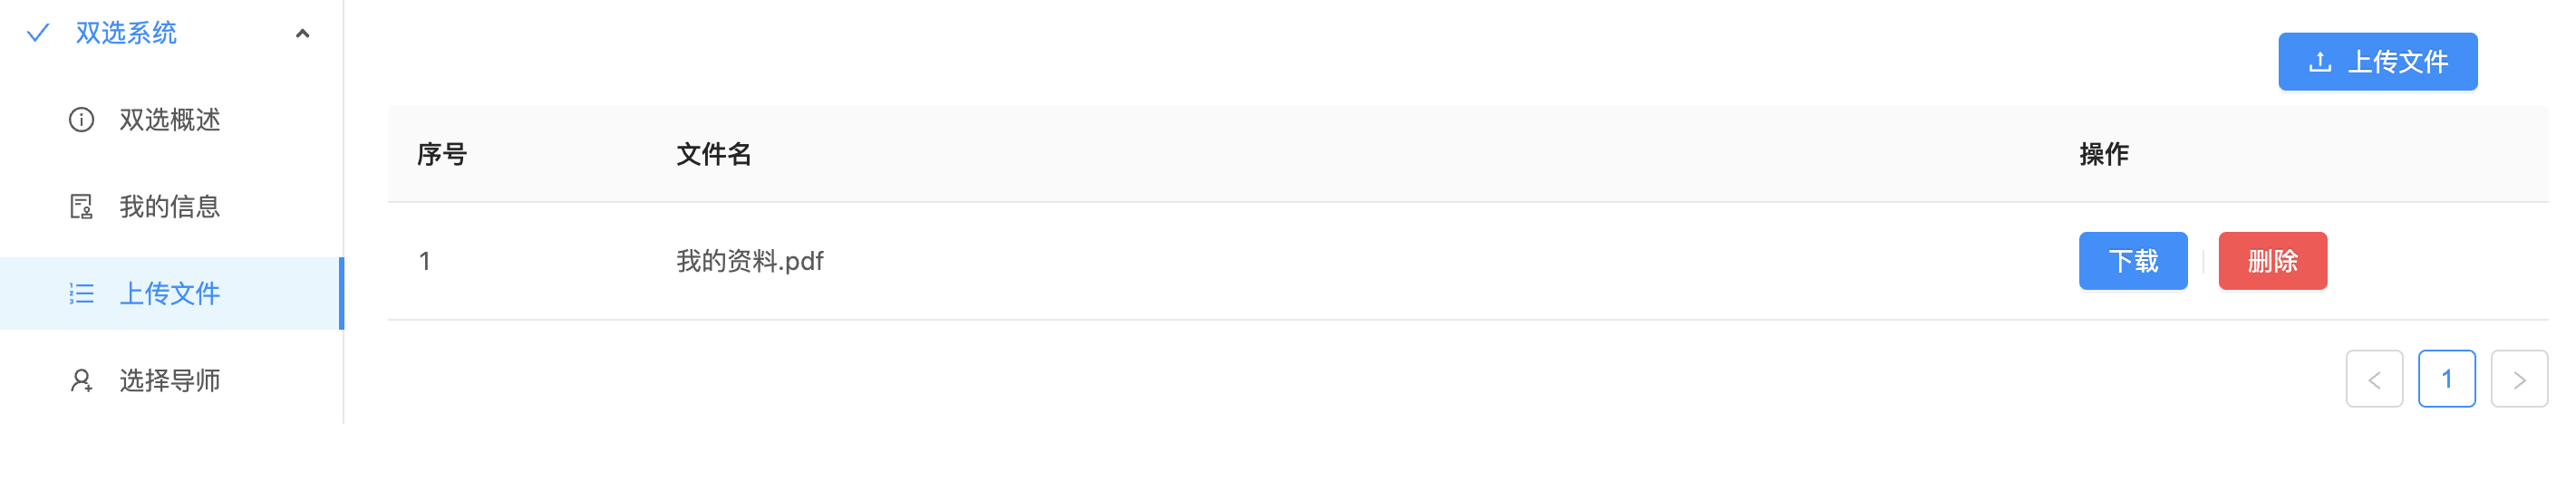 双选系统
双选概述
我的信息
上传文件
选择导师
上传文件
序号 文件名 操作
1 我的资料.pdf 下载 删除
1